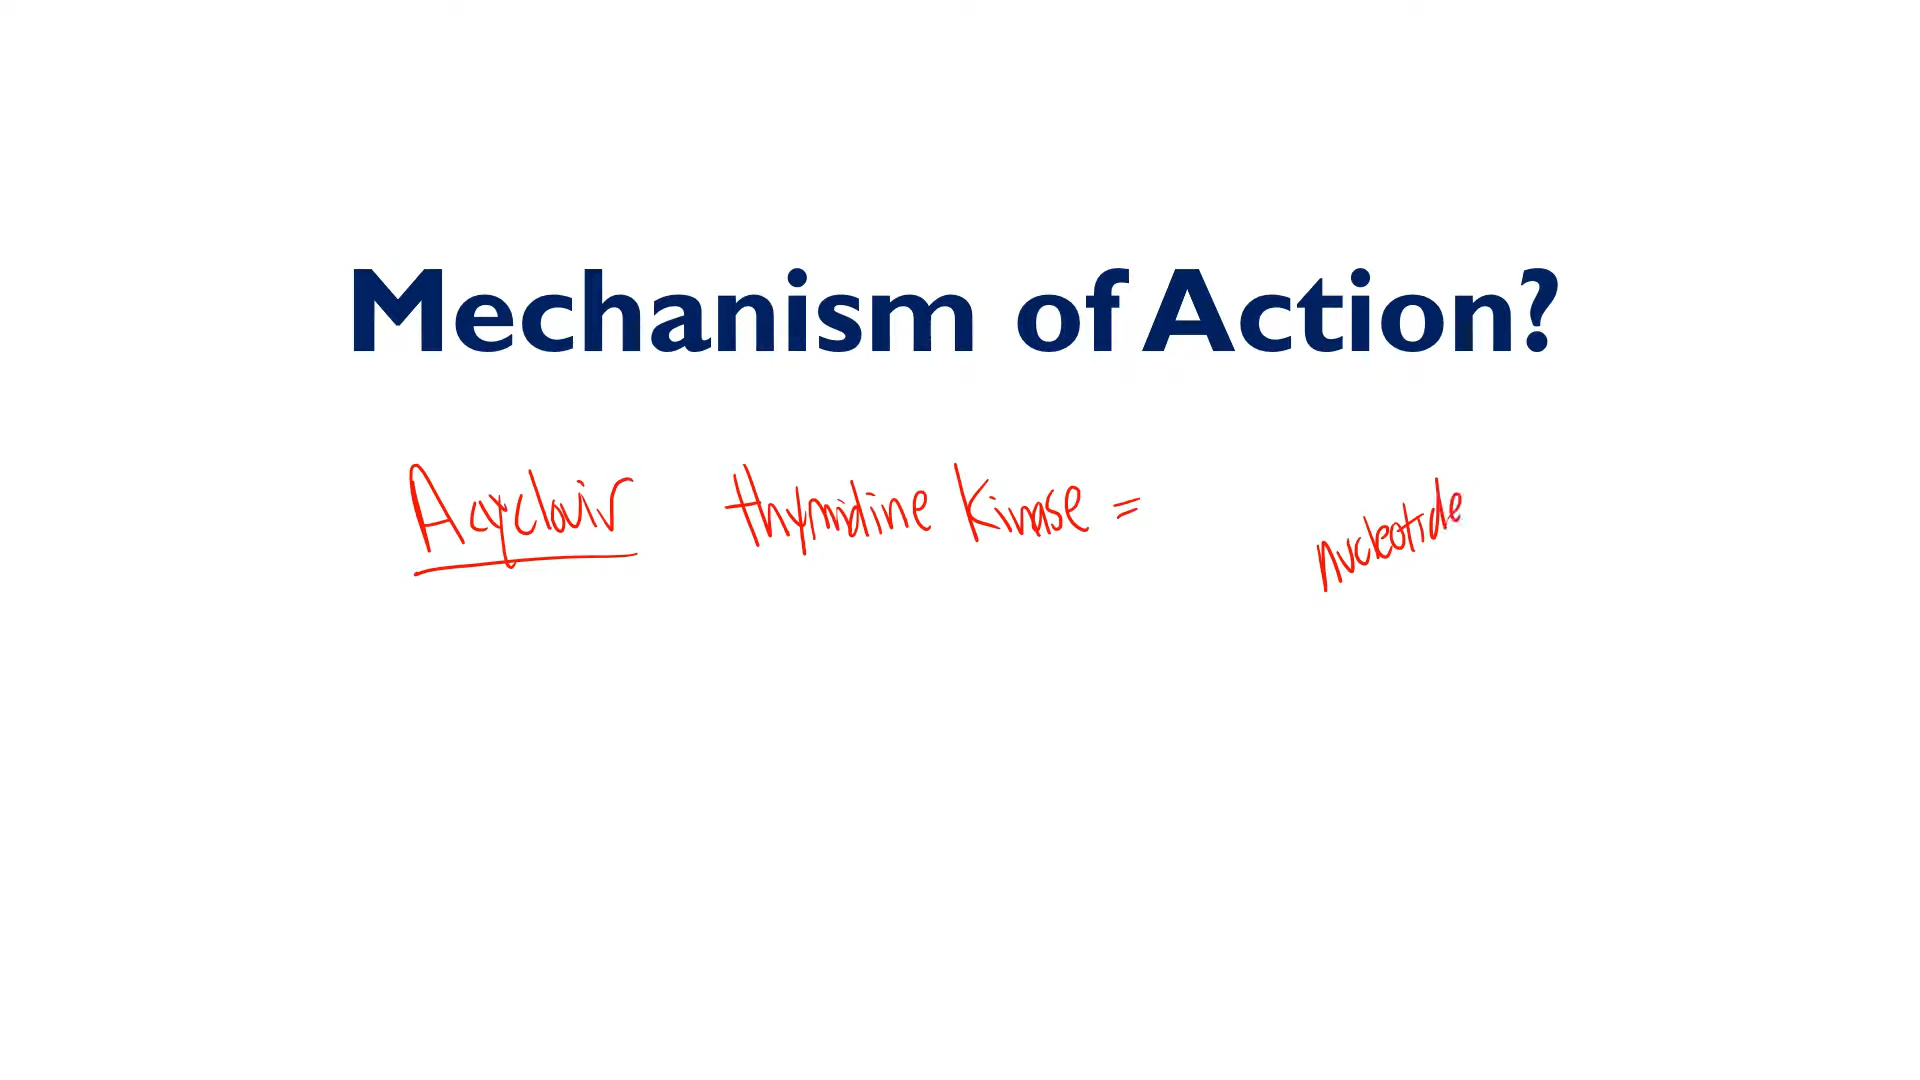 Mechanism of Action?
Acyclovir thymidine kinase =
nucleotide